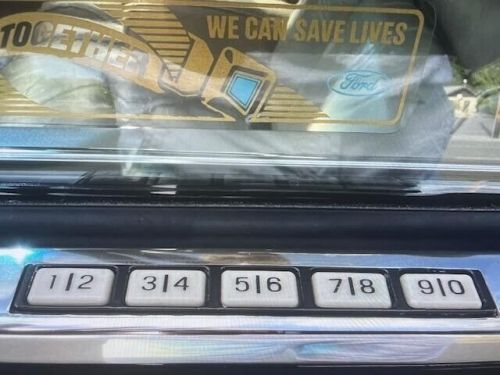 TOGETHER
WE CAN SAVE LIVES
Ford
1|2 3|4 5|6 7|8 9|0